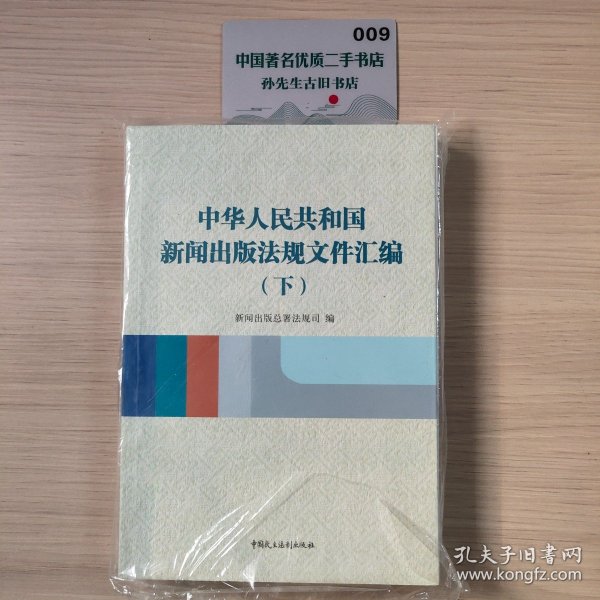 009
中国著名优质二手书店
孙先生古旧书店
中华人民共和国
新闻出版法规文件汇编
（下）
新闻出版总署法规司 编
中国民主法制出版社
孔夫子旧书网
www.kongfz.com